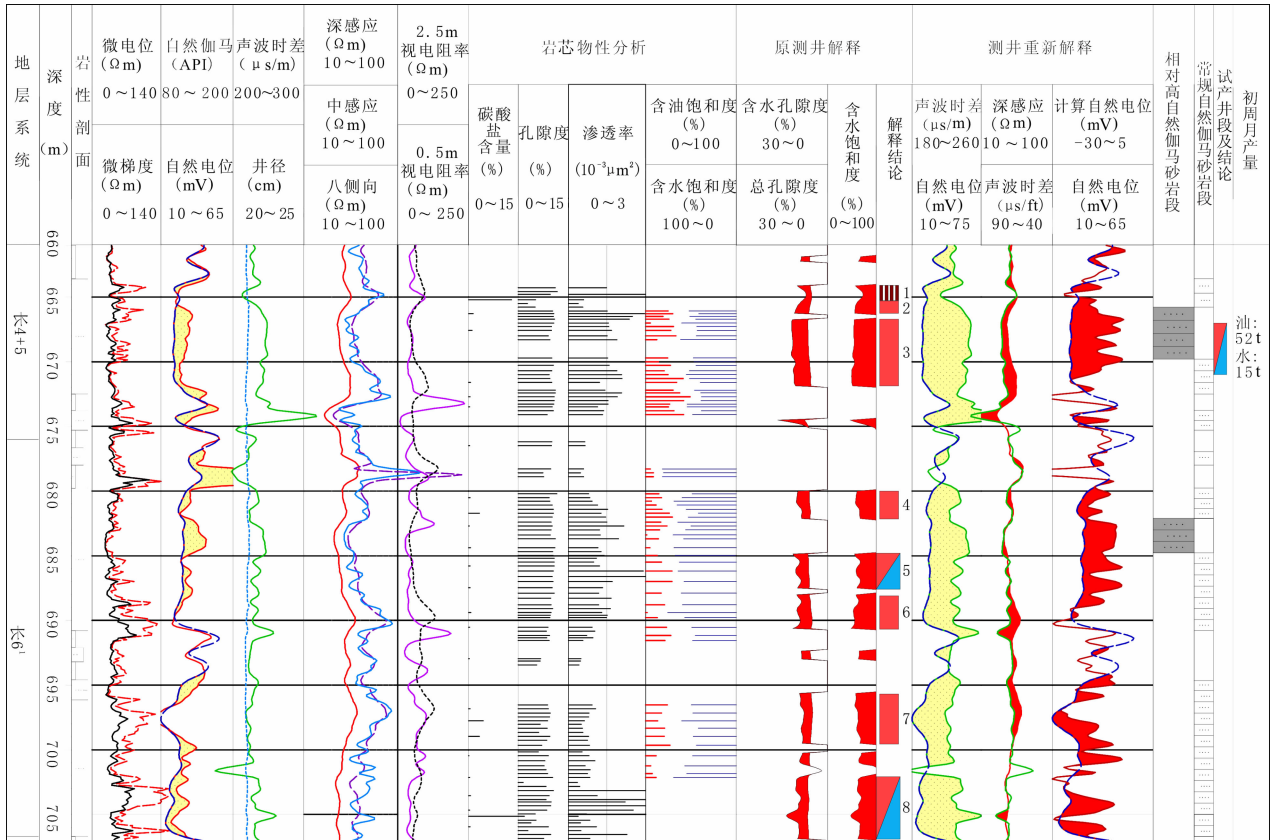 地层系统
深度(m)
岩性剖面
微电位
(Ωm)
0~140
微梯度
(Ωm)
0~140
自然伽马
(API)
80~200
自然电位
(mV)
10~65
声波时差
(μs/m)
200~300
井径
(cm)
20~25
深感应
(Ωm)
10~100
中感应
(Ωm)
10~100
八侧向
(Ωm)
10~100
2.5m
视电阻率
(Ωm)
0~250
0.5m
视电阻率
(Ωm)
0~250
岩芯物性分析
碳酸盐含量
(%)
0~15
孔隙度
(%)
0~15
渗透率
(10⁻³μm²)
0~3
含油饱和度
(%)
0~100
含水饱和度
(%)
100~0
原测井解释
含水孔隙度
(%)
30~0
总孔隙度
(%)
30~0
含水饱和度
(%)
0~100
解释结论
测井重新解释
声波时差
(μs/m)
180~260
自然电位
(mV)
10~75
深感应
(Ωm)
10~100
声波时差
(μs/ft)
90~40
计算自然电位
(mV)
-30~5
自然电位
(mV)
10~65
相对高自然伽马砂岩段
常规自然伽马砂岩段
试产井段及结论
初周月产量
长4+5
长6¹
660
665
670
675
680
685
690
695
700
705
1
2
3
4
5
6
7
8
油:
52t
水:
15t